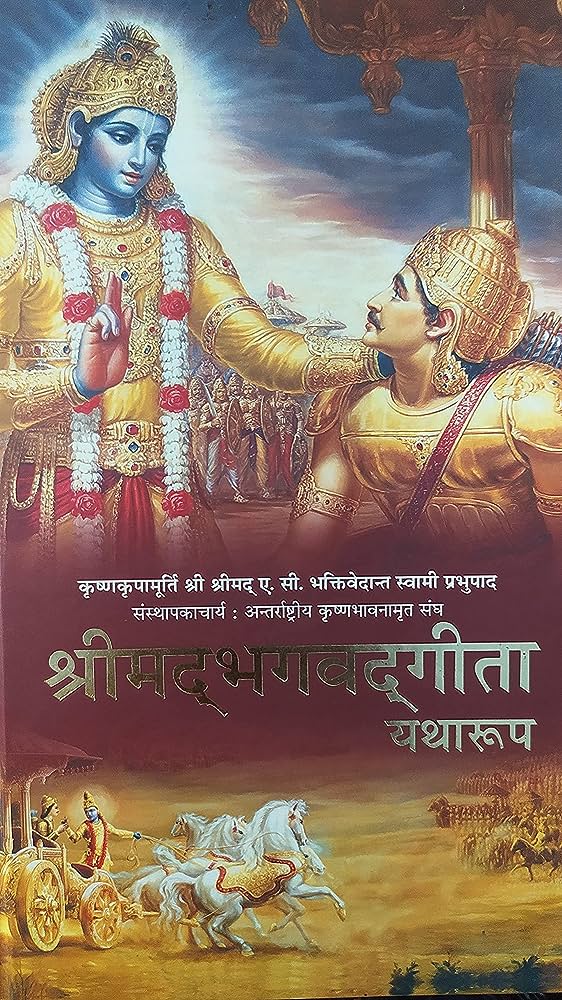 कृष्णकृपामूर्ति श्री श्रीमद् ए. सी. भक्तिवेदान्त स्वामी प्रभुपाद
संस्थापकाचार्य : अन्तर्राष्ट्रीय कृष्णभावनामृत संघ
श्रीमद्‌भगवद्‌गीता
यथारूप